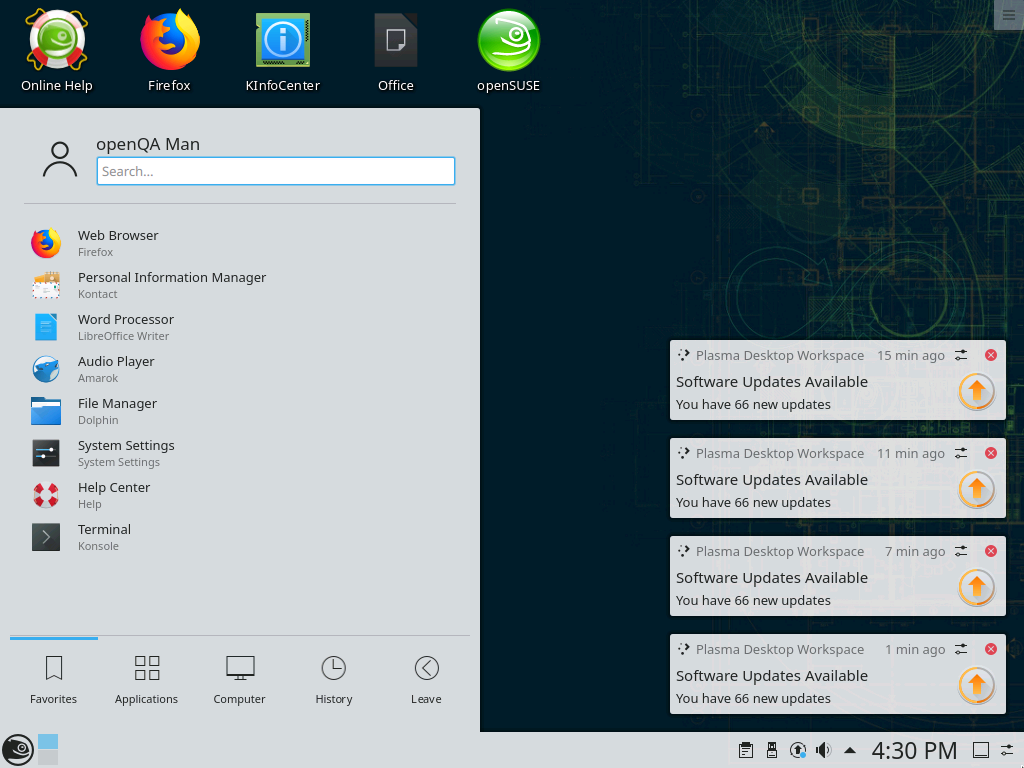 Online Help
Firefox
KInfoCenter
Office
openSUSE
openQA Man
Search...
Web Browser
Firefox
Personal Information Manager
Kontact
Word Processor
LibreOffice Writer
Audio Player
Amarok
File Manager
Dolphin
System Settings
System Settings
Help Center
Help
Terminal
Konsole
Favorites
Applications
Computer
History
Leave
Plasma Desktop Workspace 15 min ago
Software Updates Available
You have 66 new updates
Plasma Desktop Workspace 11 min ago
Software Updates Available
You have 66 new updates
Plasma Desktop Workspace 7 min ago
Software Updates Available
You have 66 new updates
Plasma Desktop Workspace 1 min ago
Software Updates Available
You have 66 new updates
4:30 PM